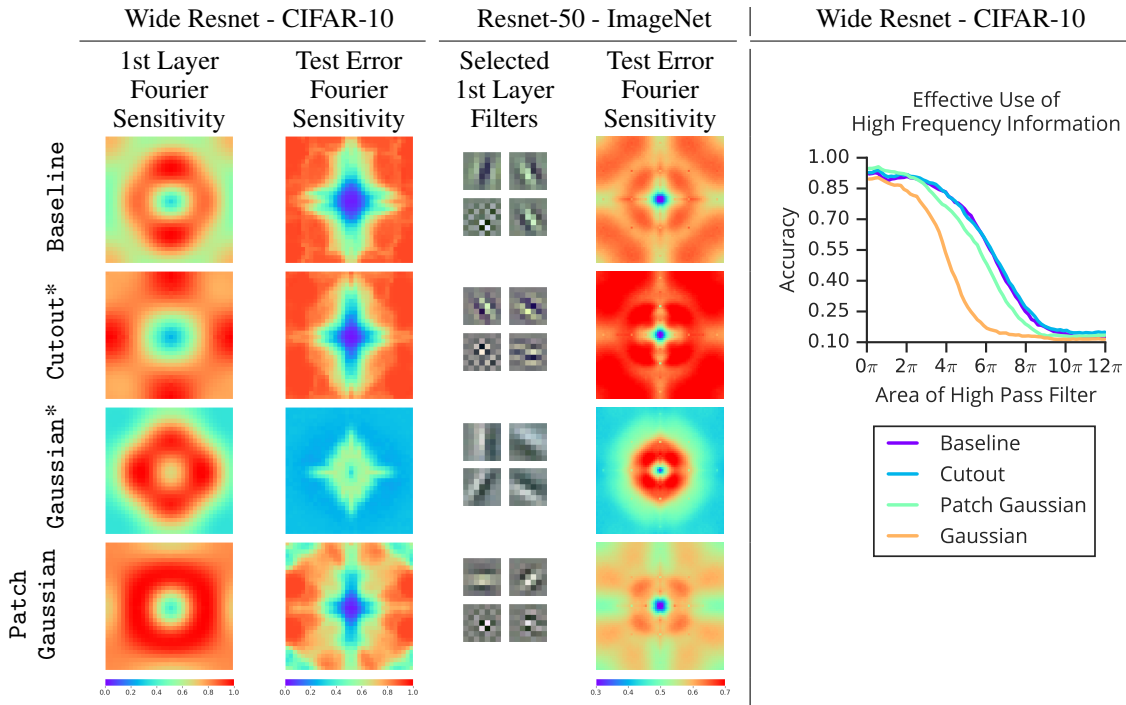 Wide Resnet - CIFAR-10
Resnet-50 - ImageNet
Wide Resnet - CIFAR-10
1st Layer
Fourier
Sensitivity
Test Error
Fourier
Sensitivity
Selected
1st Layer
Filters
Test Error
Fourier
Sensitivity
Baseline
Cutout*
Gaussian*
Patch
Gaussian
0.0 0.2 0.4 0.6 0.8 1.0
0.0 0.2 0.4 0.6 0.8 1.0
0.3 0.4 0.5 0.6 0.7
Effective Use of
High Frequency Information
Accuracy
1.00
0.85
0.70
0.55
0.40
0.25
0.10
0π 2π 4π 6π 8π 10π 12π
Area of High Pass Filter
Baseline
Cutout
Patch Gaussian
Gaussian